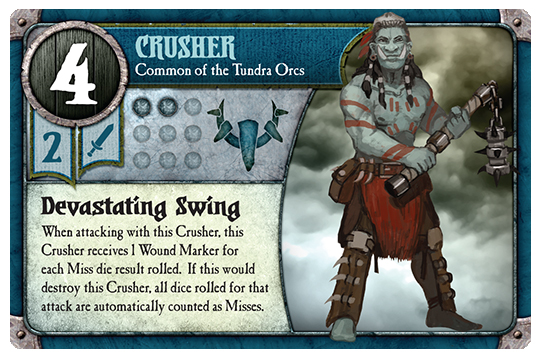 4
CRUSHER
Common of the Tundra Orcs
2
Devastating Swing
When attacking with this Crusher, this
Crusher receives 1 Wound Marker for
each Miss die result rolled. If this would
destroy this Crusher, all dice rolled for that
attack are automatically counted as Misses.